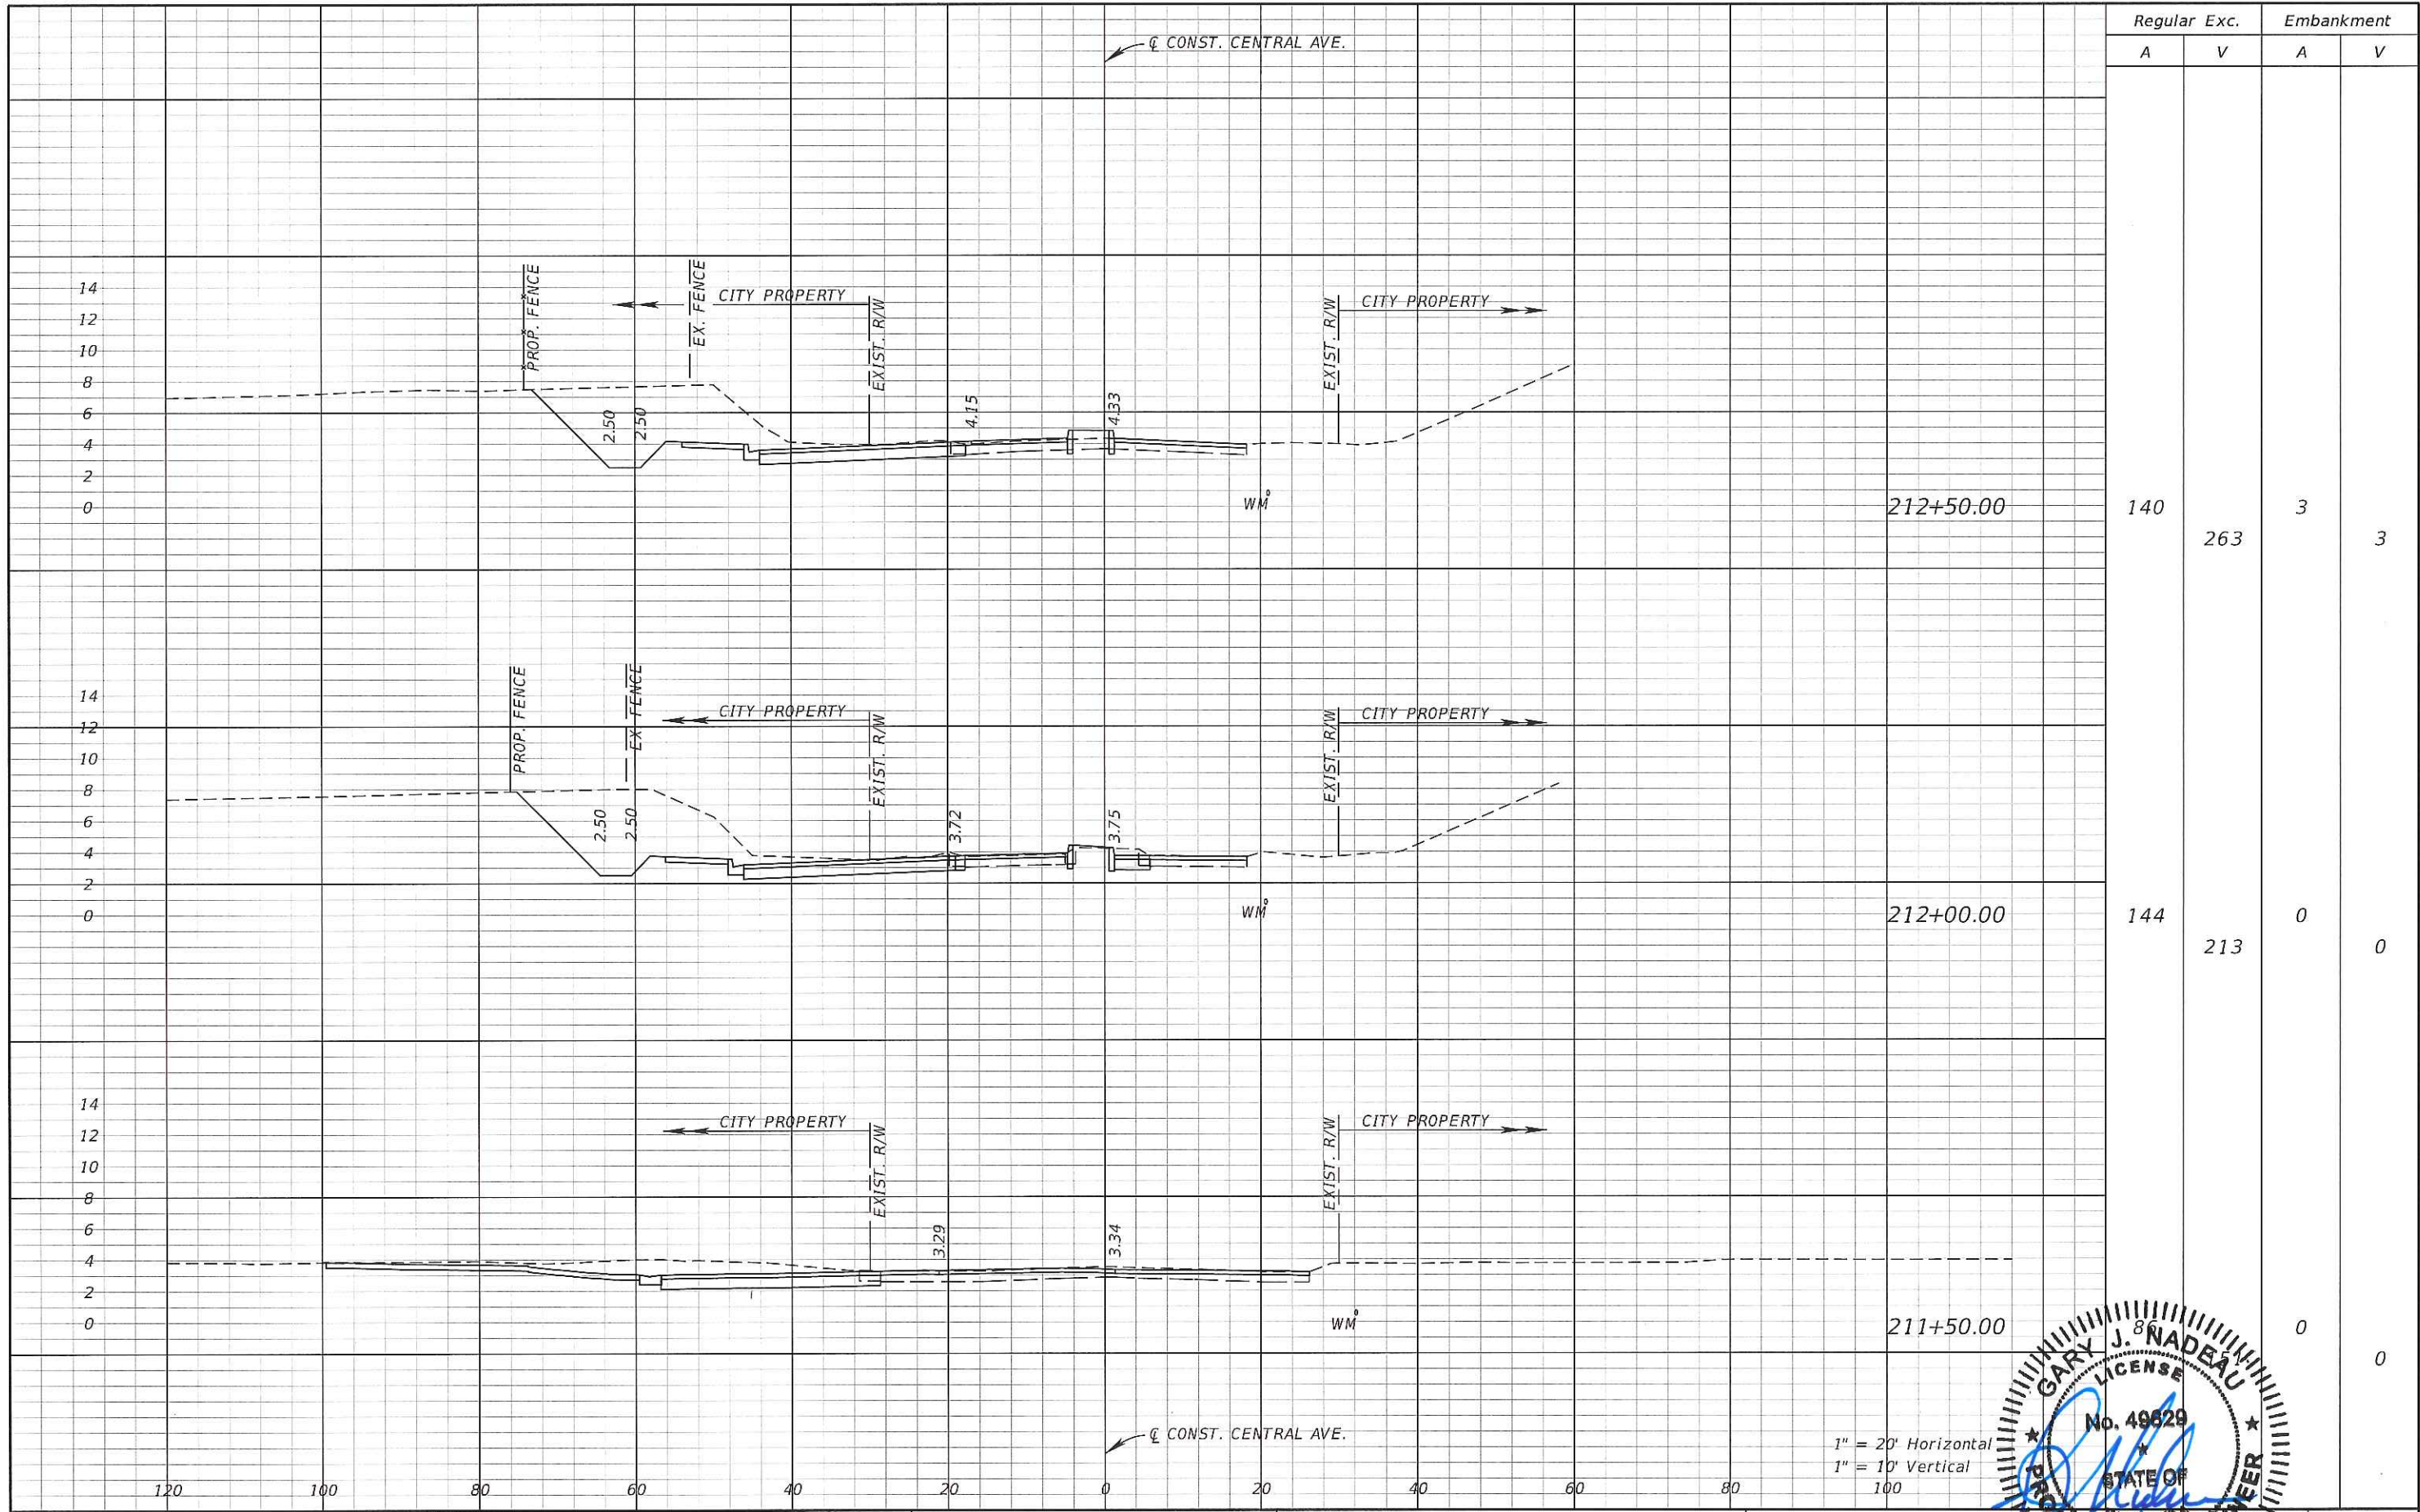 Regular Exc. Embankment
A V A V
℄ CONST. CENTRAL AVE.
14
12
10
8
6
4
2
0
PROP. FENCE
EX. FENCE
CITY PROPERTY
EXIST. R/W
EXIST. R/W
CITY PROPERTY
2.50
2.50
4.15
4.33
WM
212+50.00
140
3
263
3
14
12
10
8
6
4
2
0
PROP. FENCE
EX. FENCE
CITY PROPERTY
EXIST. R/W
EXIST. R/W
CITY PROPERTY
2.50
2.50
3.72
3.75
WM
212+00.00
144
0
213
0
14
12
10
8
6
4
2
0
CITY PROPERTY
EXIST. R/W
EXIST. R/W
CITY PROPERTY
3.29
3.34
WM
211+50.00
86
0
0
℄ CONST. CENTRAL AVE.
1" = 20' Horizontal
1" = 10' Vertical
GARY J. NADEAU
LICENSE
No. 49629
STATE OF
120 100 80 60 40 20 0 20 40 60 80 100